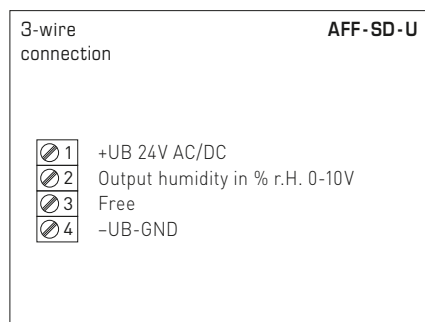 3-wire AFF-SD-U
connection
1 +UB 24V AC/DC
2 Output humidity in % r.H. 0-10V
3 Free
4 –UB-GND